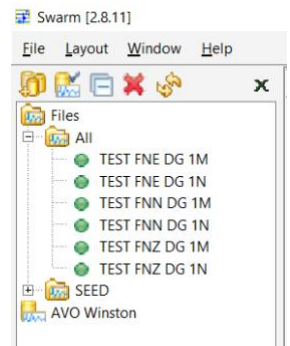 Swarm [2.8.11]
File Layout Window Help
x
Files
All
TEST FNE DG 1M
TEST FNE DG 1N
TEST FNN DG 1M
TEST FNN DG 1N
TEST FNZ DG 1M
TEST FNZ DG 1N
SEED
AVO Winston